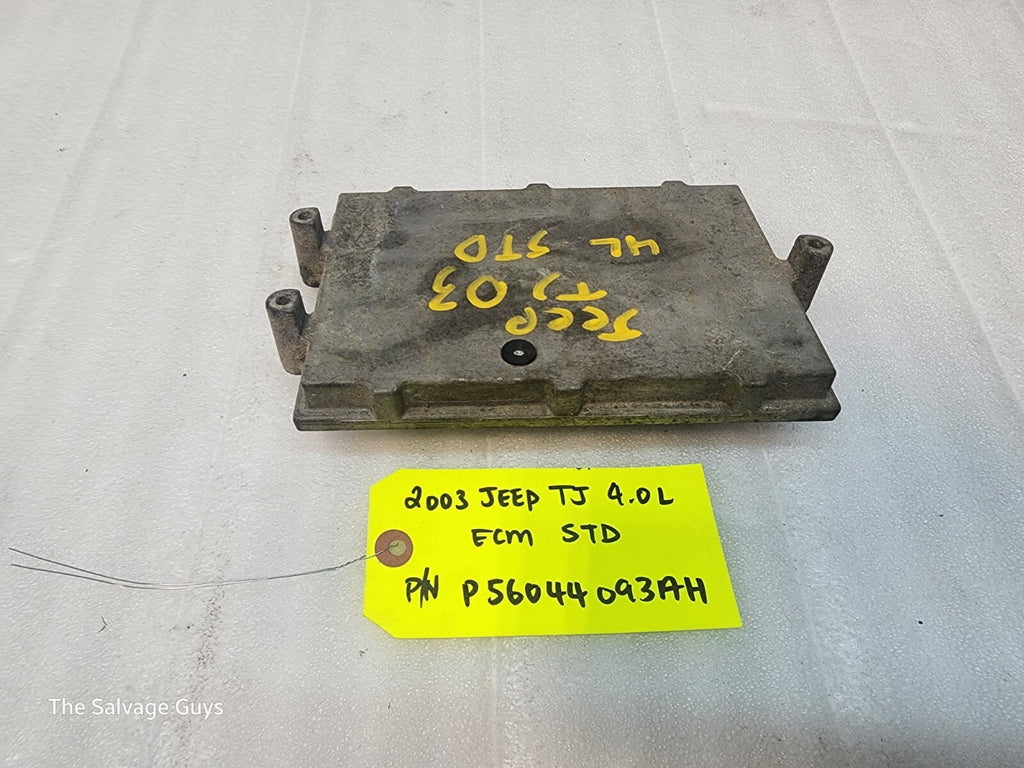 JEEP
TJ 03
4L STD
2003 JEEP TJ 4.0L
ECM STD
P/N P56044093AH
The Salvage Guys